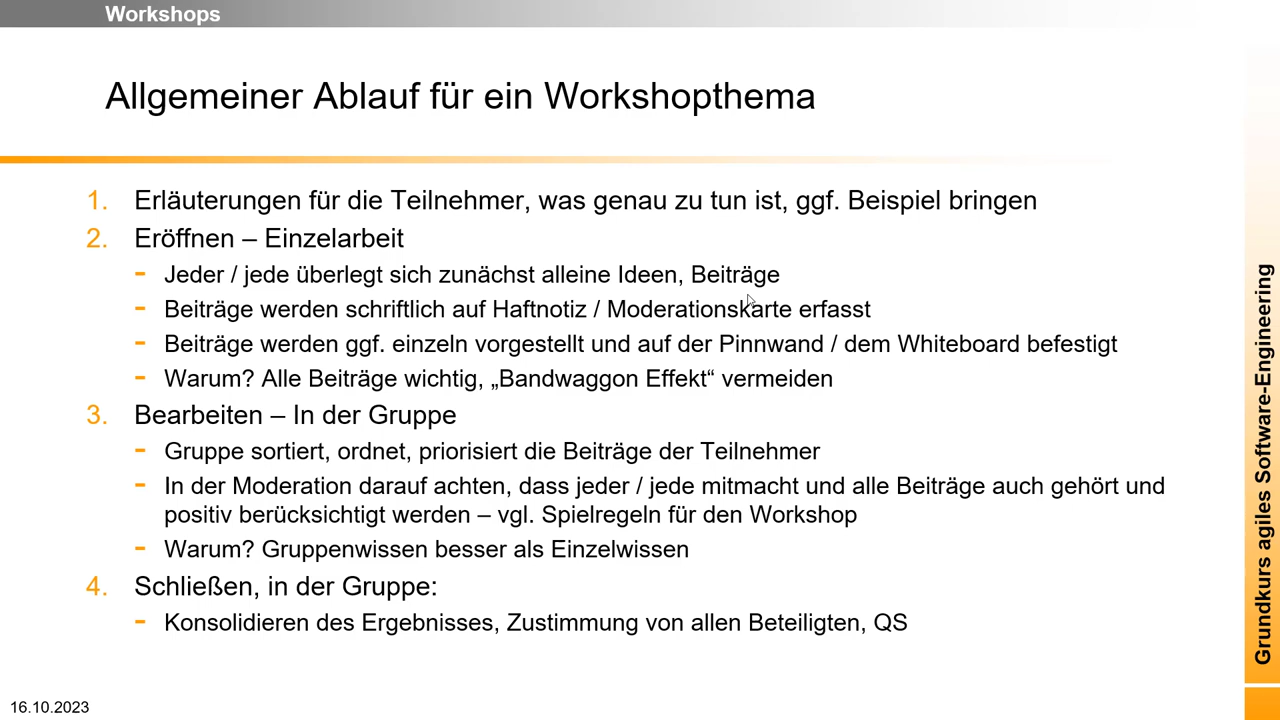 Workshops
Allgemeiner Ablauf für ein Workshopthema
1. Erläuterungen für die Teilnehmer, was genau zu tun ist, ggf. Beispiel bringen
2. Eröffnen – Einzelarbeit
- Jeder / jede überlegt sich zunächst alleine Ideen, Beiträge
- Beiträge werden schriftlich auf Haftnotiz / Moderationskarte erfasst
- Beiträge werden ggf. einzeln vorgestellt und auf der Pinnwand / dem Whiteboard befestigt
- Warum? Alle Beiträge wichtig, „Bandwaggon Effekt“ vermeiden
3. Bearbeiten – In der Gruppe
- Gruppe sortiert, ordnet, priorisiert die Beiträge der Teilnehmer
- In der Moderation darauf achten, dass jeder / jede mitmacht und alle Beiträge auch gehört und
positiv berücksichtigt werden – vgl. Spielregeln für den Workshop
- Warum? Gruppenwissen besser als Einzelwissen
4. Schließen, in der Gruppe:
- Konsolidieren des Ergebnisses, Zustimmung von allen Beteiligten, QS
16.10.2023
Grundkurs agiles Software-Engineering